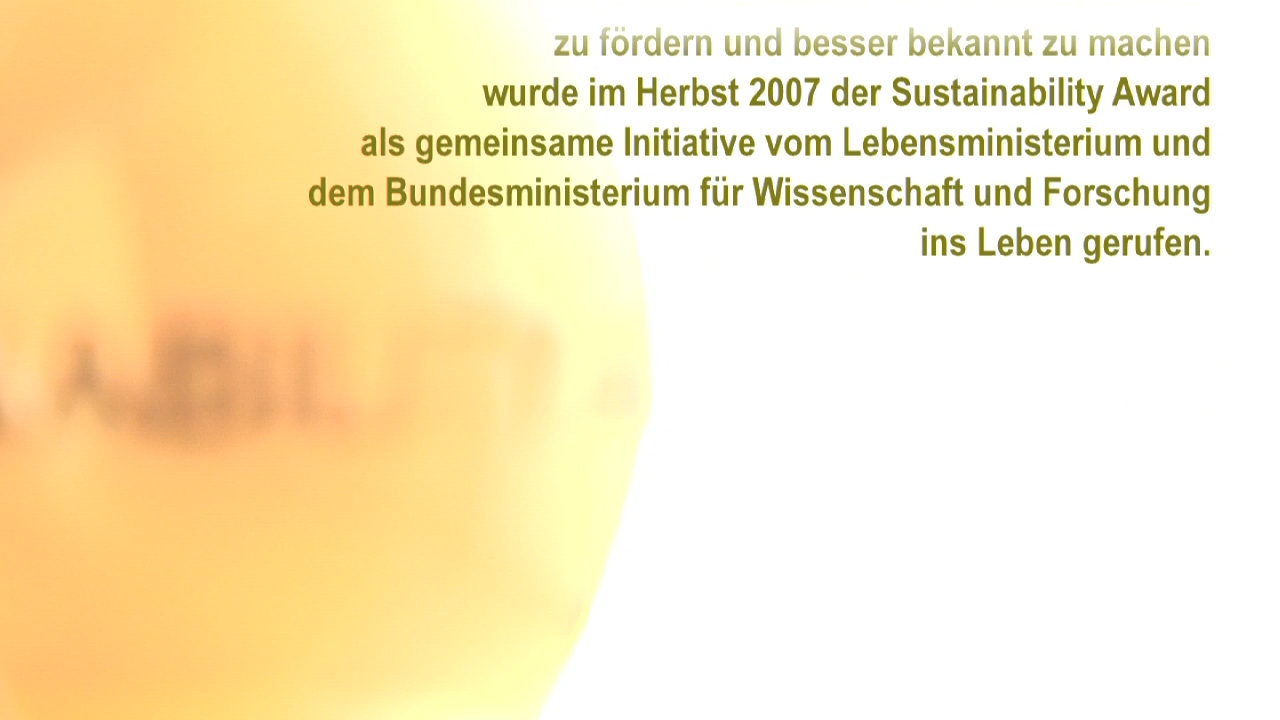 zu fördern und besser bekannt zu machen
wurde im Herbst 2007 der Sustainability Award
als gemeinsame Initiative vom Lebensministerium und
dem Bundesministerium für Wissenschaft und Forschung
ins Leben gerufen.